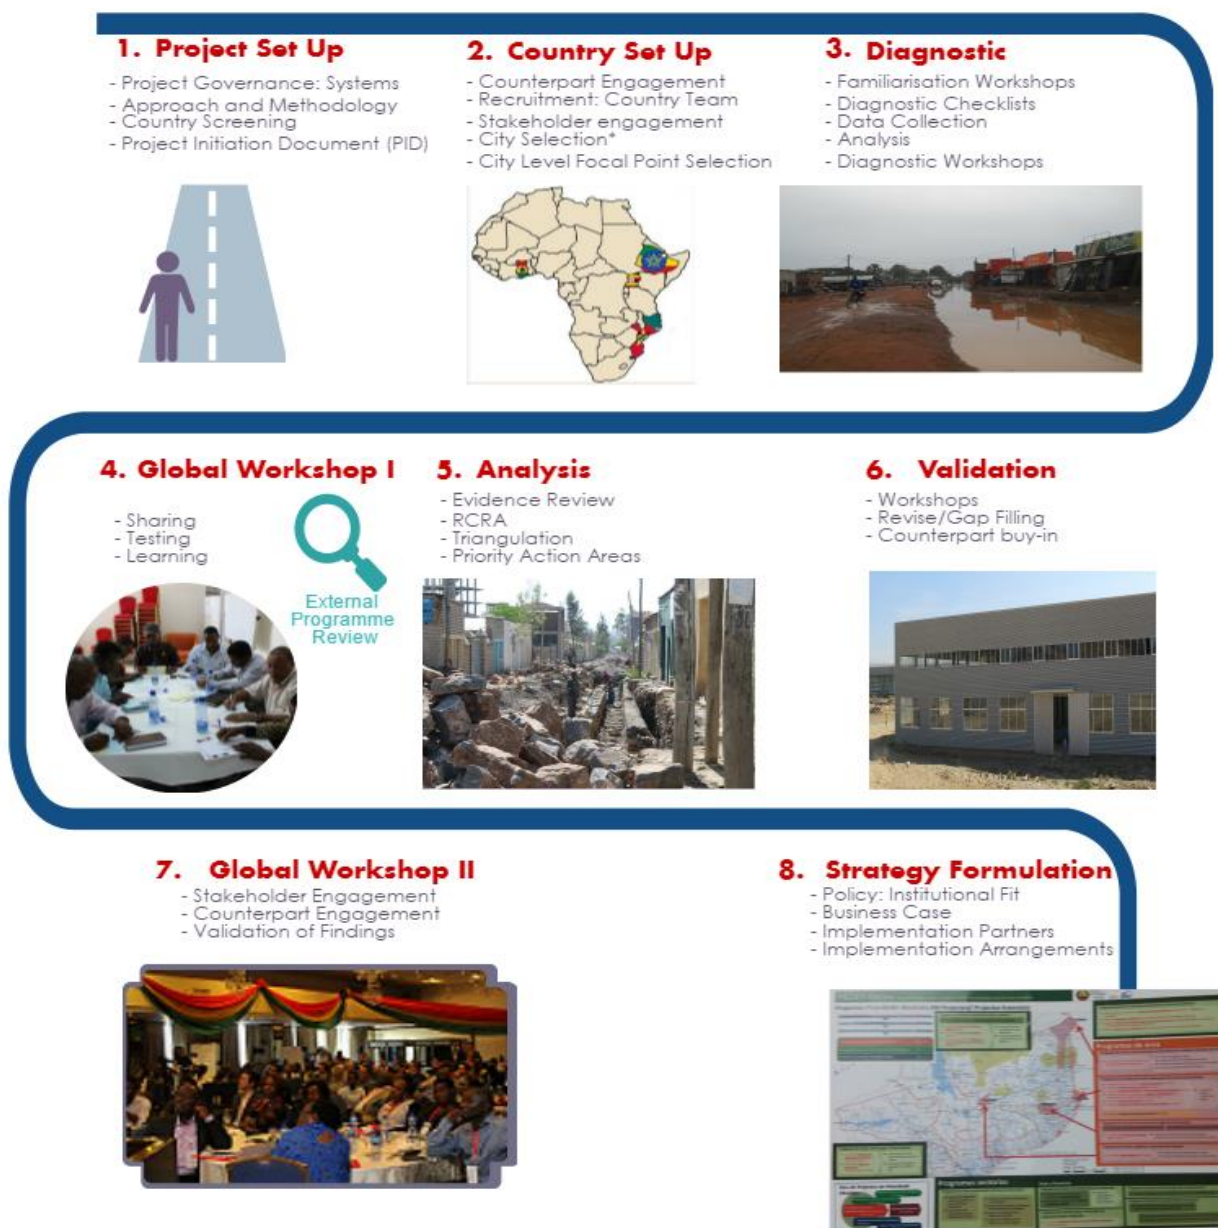 1. Project Set Up
- Project Governance: Systems
- Approach and Methodology
- Country Screening
- Project Initiation Document (PID)
2. Country Set Up
- Counterpart Engagement
- Recruitment: Country Team
- Stakeholder engagement
- City Selection*
- City Level Focal Point Selection
3. Diagnostic
- Familiarisation Workshops
- Diagnostic Checklists
- Data Collection
- Analysis
- Diagnostic Workshops
4. Global Workshop I
- Sharing
- Testing
- Learning
External
Programme
Review
5. Analysis
- Evidence Review
- RCRA
- Triangulation
- Priority Action Areas
6. Validation
- Workshops
- Revise/Gap Filling
- Counterpart buy-in
7. Global Workshop II
- Stakeholder Engagement
- Counterpart Engagement
- Validation of Findings
8. Strategy Formulation
- Policy: Institutional Fit
- Business Case
- Implementation Partners
- Implementation Arrangements